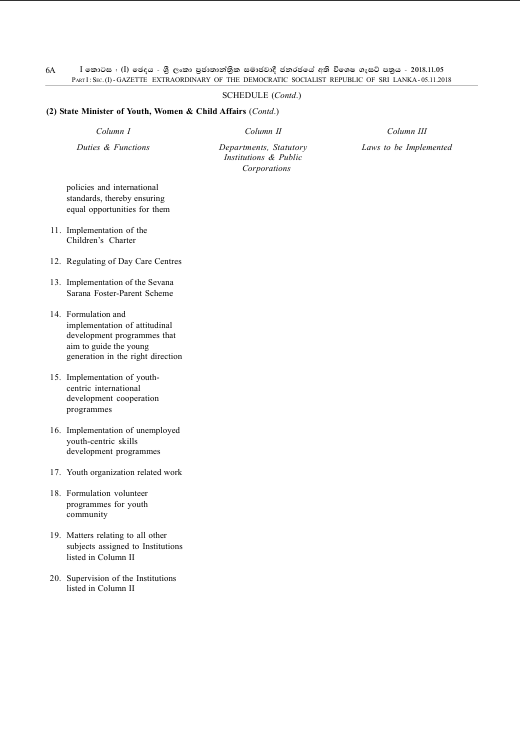 6A I කොටස : (I) ඡෙදය - ශ්‍රී ලංකා ප්‍රජාතාන්ත්‍රික සමාජවාදී ජනරජයේ අති විශෙෂ ගැසට් පත්‍රය - 2018.11.05
PART I : SEC. (I) - GAZETTE EXTRAORDINARY OF THE DEMOCRATIC SOCIALIST REPUBLIC OF SRI LANKA - 05.11.2018
SCHEDULE (Contd.)
(2) State Minister of Youth, Women & Child Affairs (Contd.)
Column I Column II Column III
Duties & Functions Departments, Statutory Laws to be Implemented
Institutions & Public
Corporations
policies and international
standards, thereby ensuring
equal opportunities for them
11. Implementation of the
Children's Charter
12. Regulating of Day Care Centres
13. Implementation of the Sevana
Sarana Foster-Parent Scheme
14. Formulation and
implementation of attitudinal
development programmes that
aim to guide the young
generation in the right direction
15. Implementation of youth-
centric international
development cooperation
programmes
16. Implementation of unemployed
youth-centric skills
development programmes
17. Youth organization related work
18. Formulation volunteer
programmes for youth
community
19. Matters relating to all other
subjects assigned to Institutions
listed in Column II
20. Supervision of the Institutions
listed in Column II